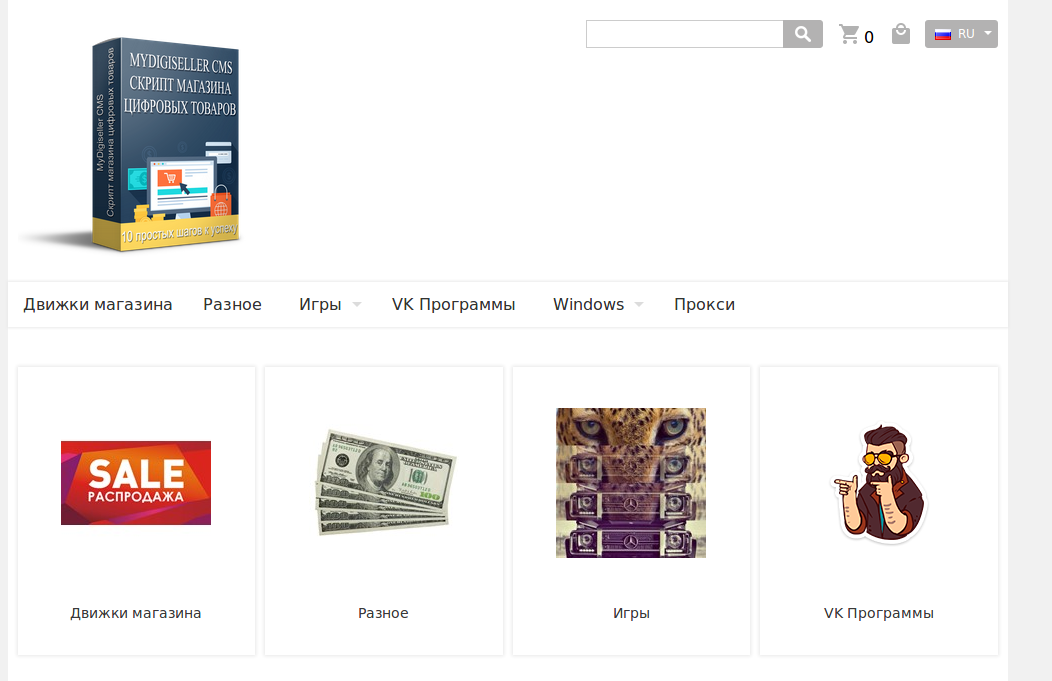 MYDIGISELLER CMS
СКРИПТ МАГАЗИНА
ЦИФРОВЫХ ТОВАРОВ
MyDigiseller CMS
Скрипт магазина цифровых товаров
10 простых шагов к успеху
0
RU
Движки магазина Разное Игры VK Программы Windows Прокси
SALE
РАСПРОДАЖА
100
Движки магазина Разное Игры VK Программы